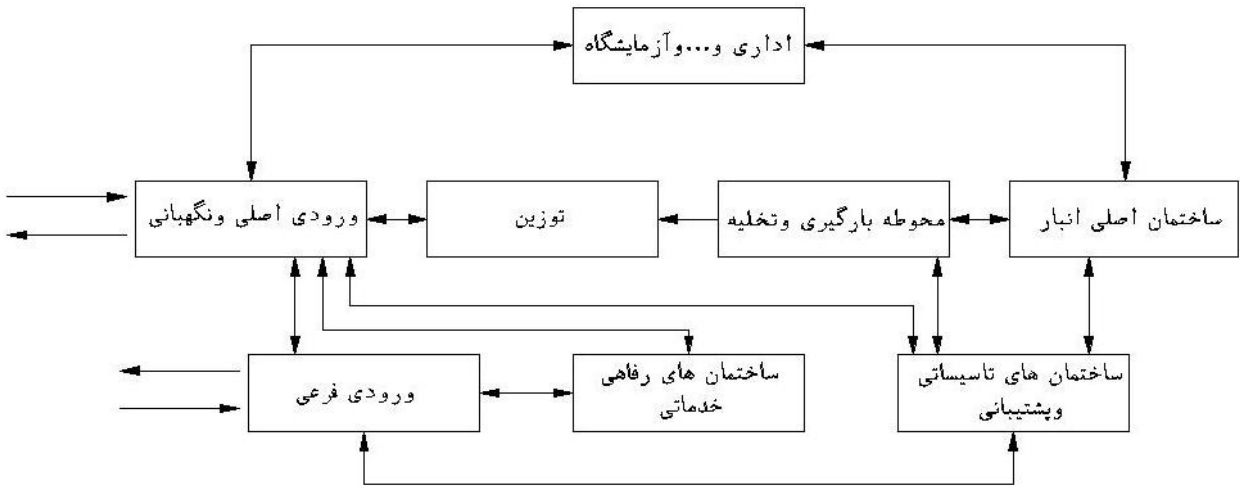 اداری و...وآزمایشگاه
ساختمان اصلی انبار
محوطه بارگیری وتخلیه
توزین
ورودی اصلی ونگهبانی
ساختمان های تاسیساتی
وپشتیبانی
ساختمان های رفاهی
خدماتی
ورودی فرعی